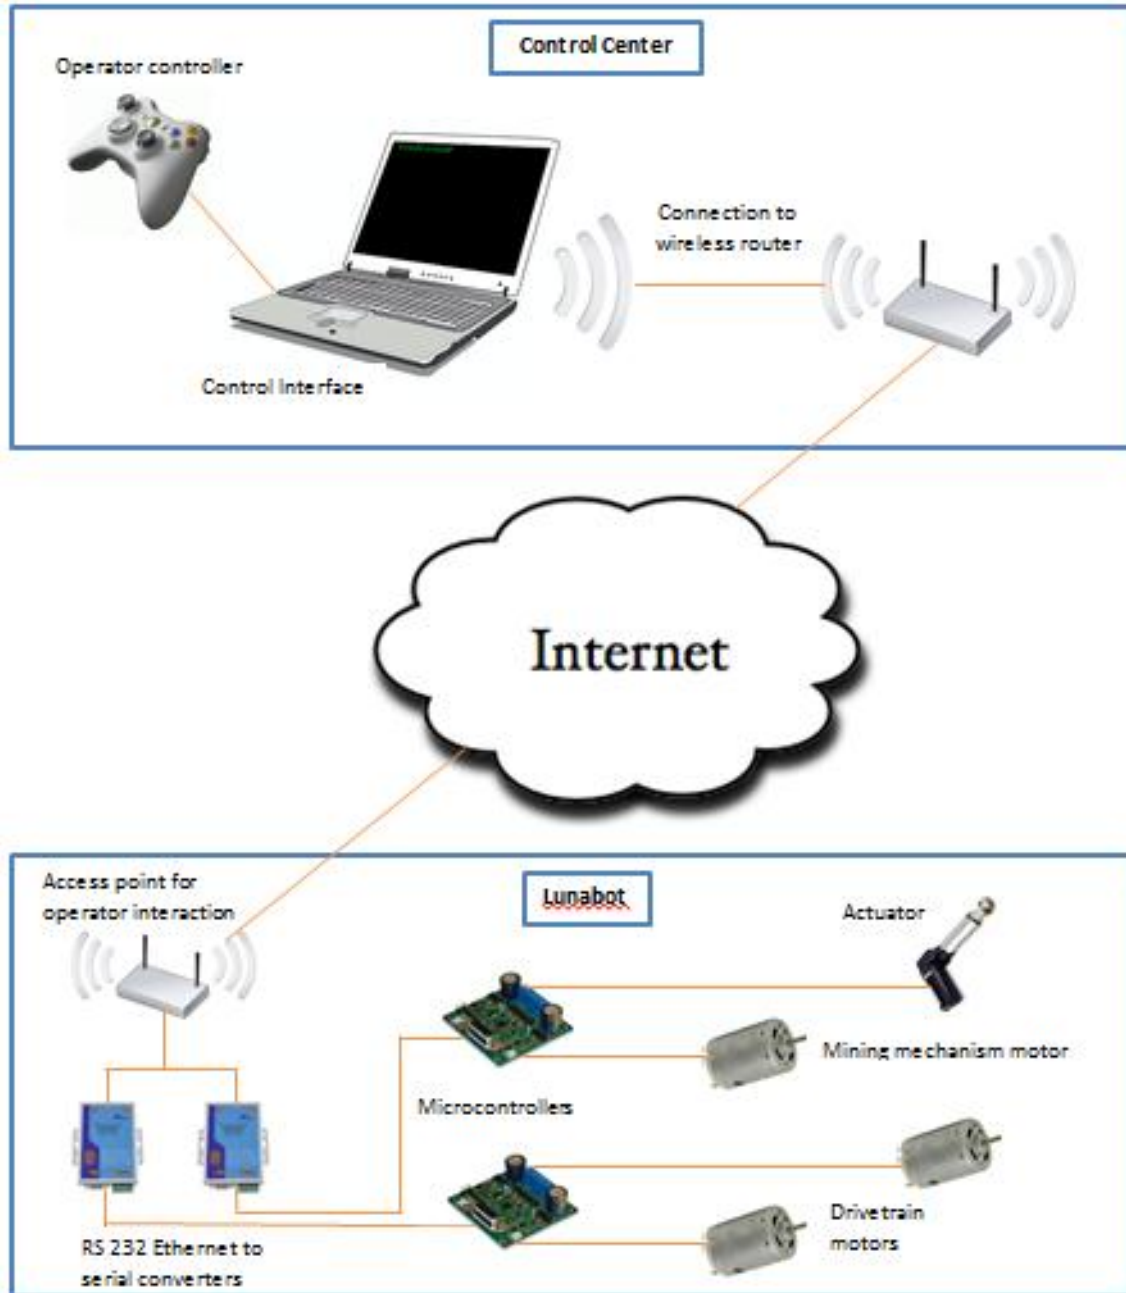 Control Center
Operator controller
Connection to
wireless router
Control Interface
Internet
Access point for
operator interaction
Lunabot
Actuator
Mining mechanism motor
Microcontrollers
Drivetrain
motors
RS 232 Ethernet to
serial converters